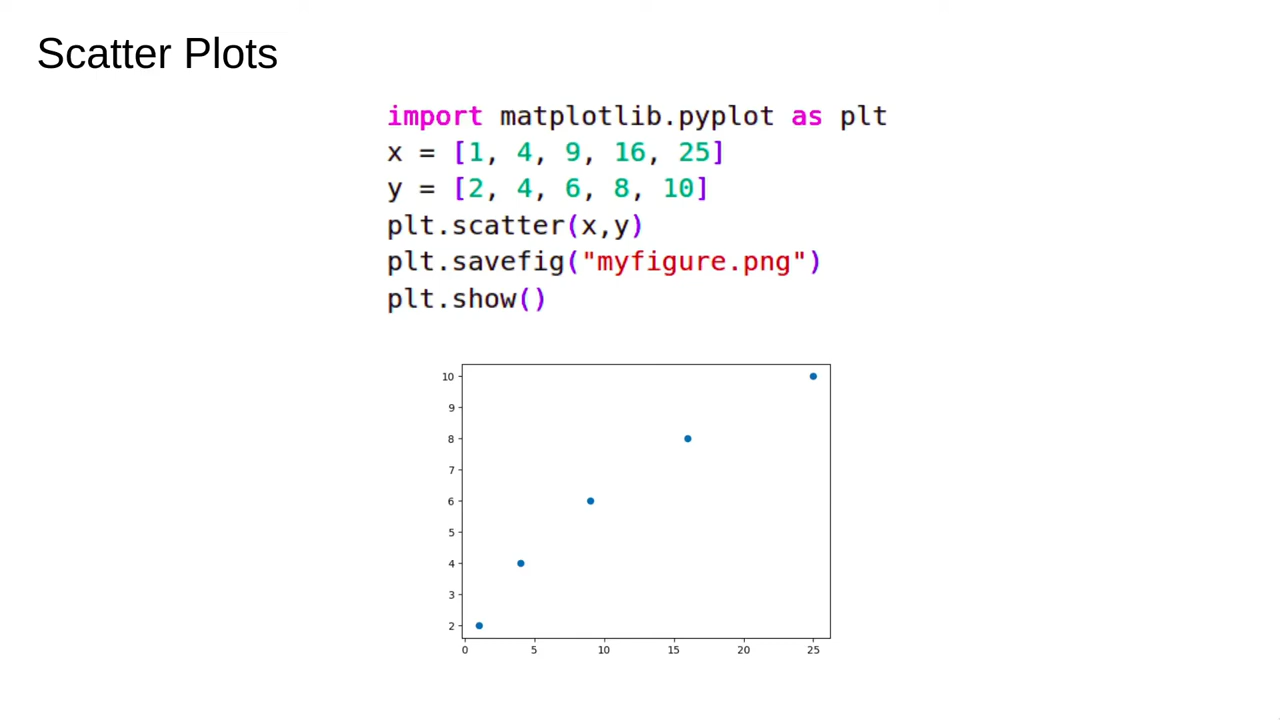 Scatter Plots
import matplotlib.pyplot as plt
x = [1, 4, 9, 16, 25]
y = [2, 4, 6, 8, 10]
plt.scatter(x,y)
plt.savefig("myfigure.png")
plt.show()
10
9
8
7
6
5
4
3
2
0 5 10 15 20 25